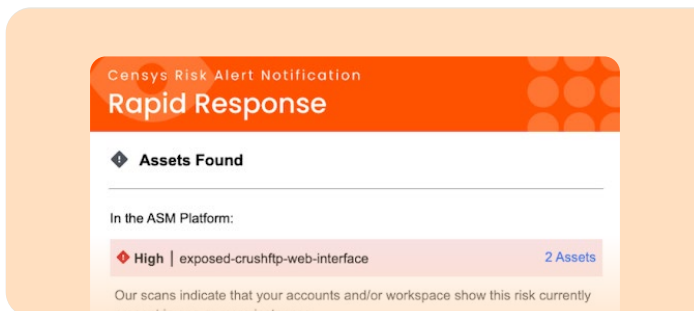 Censys Risk Alert Notification
Rapid Response
Assets Found
In the ASM Platform:
High | exposed-crushftp-web-interface 2 Assets
Our scans indicate that your accounts and/or workspace show this risk currently